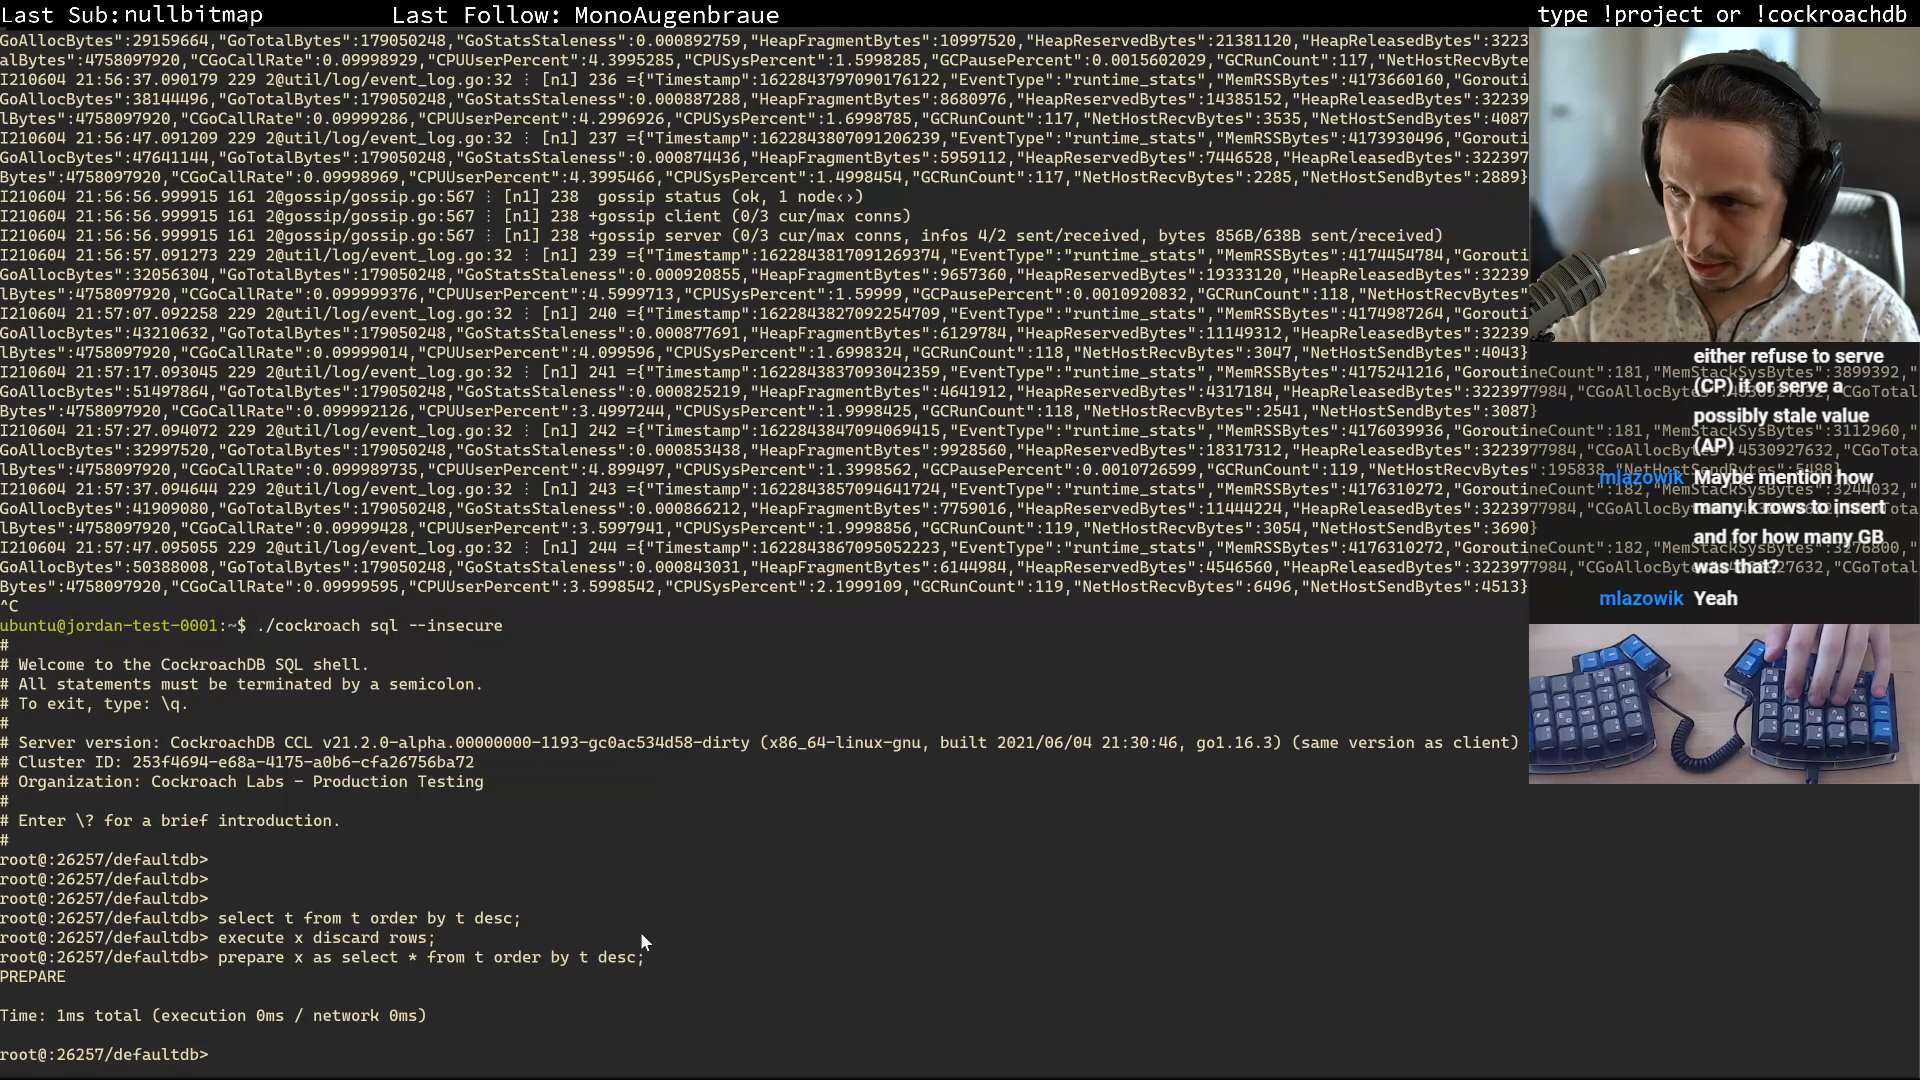 Last Sub:nullbitmap
Last Follow: MonoAugenbraue
type !project or !cockroachdb
GoAllocBytes":29159664,"GoTotalBytes":179050248,"GoStatsStaleness":0.000892759,"HeapFragmentBytes":10997520,"HeapReservedBytes":21381120,"HeapReleasedBytes":3223
alBytes":4758097920,"CGoCallRate":0.09998929,"CPUUserPercent":4.3995285,"CPUSysPercent":1.5998285,"GCPausePercent":0.0015602029,"GCRunCount":117,"NetHostRecvByte
I210604 21:56:37.090179 229 2@util/log/event_log.go:32 ⋮ [n1] 236 ={"Timestamp":1622843797090176122,"EventType":"runtime_stats","MemRSSBytes":4173660160,"Gorouti
GoAllocBytes":38144496,"GoTotalBytes":179050248,"GoStatsStaleness":0.000887288,"HeapFragmentBytes":8680976,"HeapReservedBytes":14385152,"HeapReleasedBytes":32239
lBytes":4758097920,"CGoCallRate":0.09999286,"CPUUserPercent":4.2996926,"CPUSysPercent":1.6998785,"GCRunCount":117,"NetHostRecvBytes":3535,"NetHostSendBytes":4087
I210604 21:56:47.091209 229 2@util/log/event_log.go:32 ⋮ [n1] 237 ={"Timestamp":1622843807091206239,"EventType":"runtime_stats","MemRSSBytes":4173930496,"Gorouti
GoAllocBytes":47641144,"GoTotalBytes":179050248,"GoStatsStaleness":0.000874436,"HeapFragmentBytes":5959112,"HeapReservedBytes":7446528,"HeapReleasedBytes":322397
Bytes":4758097920,"CGoCallRate":0.09998969,"CPUUserPercent":4.3995466,"CPUSysPercent":1.4998454,"GCRunCount":117,"NetHostRecvBytes":2285,"NetHostSendBytes":2889}
I210604 21:56:56.999915 161 2@gossip/gossip.go:567 ⋮ [n1] 238  gossip status (ok, 1 node‹›)
I210604 21:56:56.999915 161 2@gossip/gossip.go:567 ⋮ [n1] 238 +gossip client (0/3 cur/max conns)
I210604 21:56:56.999915 161 2@gossip/gossip.go:567 ⋮ [n1] 238 +gossip server (0/3 cur/max conns, infos 4/2 sent/received, bytes 856B/638B sent/received)
I210604 21:56:57.091273 229 2@util/log/event_log.go:32 ⋮ [n1] 239 ={"Timestamp":1622843817091269374,"EventType":"runtime_stats","MemRSSBytes":4174454784,"Gorouti
GoAllocBytes":32056304,"GoTotalBytes":179050248,"GoStatsStaleness":0.000920855,"HeapFragmentBytes":9657360,"HeapReservedBytes":19333120,"HeapReleasedBytes":32239
lBytes":4758097920,"CGoCallRate":0.099999376,"CPUUserPercent":4.5999713,"CPUSysPercent":1.59999,"GCPausePercent":0.0010920832,"GCRunCount":118,"NetHostRecvBytes"
I210604 21:57:07.092258 229 2@util/log/event_log.go:32 ⋮ [n1] 240 ={"Timestamp":1622843827092254709,"EventType":"runtime_stats","MemRSSBytes":4174987264,"Gorouti
GoAllocBytes":43210632,"GoTotalBytes":179050248,"GoStatsStaleness":0.000877691,"HeapFragmentBytes":6129784,"HeapReservedBytes":11149312,"HeapReleasedBytes":32239
lBytes":4758097920,"CGoCallRate":0.09999014,"CPUUserPercent":4.099596,"CPUSysPercent":1.6998324,"GCRunCount":118,"NetHostRecvBytes":3047,"NetHostSendBytes":4043}
I210604 21:57:17.093045 229 2@util/log/event_log.go:32 ⋮ [n1] 241 ={"Timestamp":1622843837093042359,"EventType":"runtime_stats","MemRSSBytes":4175241216,"Gorouti
GoAllocBytes":51497864,"GoTotalBytes":179050248,"GoStatsStaleness":0.000825219,"HeapFragmentBytes":4641912,"HeapReservedBytes":4317184,"HeapReleasedBytes":322397
Bytes":4758097920,"CGoCallRate":0.099992126,"CPUUserPercent":3.4997244,"CPUSysPercent":1.9998425,"GCRunCount":118,"NetHostRecvBytes":2541,"NetHostSendBytes":3087}
I210604 21:57:27.094072 229 2@util/log/event_log.go:32 ⋮ [n1] 242 ={"Timestamp":1622843847094069415,"EventType":"runtime_stats","MemRSSBytes":4176039936,"Gorouti
GoAllocBytes":32997520,"GoTotalBytes":179050248,"GoStatsStaleness":0.000853438,"HeapFragmentBytes":9928560,"HeapReservedBytes":18317312,"HeapReleasedBytes":32239
lBytes":4758097920,"CGoCallRate":0.099989735,"CPUUserPercent":4.899497,"CPUSysPercent":1.3998562,"GCPausePercent":0.0010726599,"GCRunCount":119,"NetHostRecvBytes
I210604 21:57:37.094644 229 2@util/log/event_log.go:32 ⋮ [n1] 243 ={"Timestamp":1622843857094641724,"EventType":"runtime_stats","MemRSSBytes":4176310272,"Gorouti
GoAllocBytes":41909080,"GoTotalBytes":179050248,"GoStatsStaleness":0.000866212,"HeapFragmentBytes":7759016,"HeapReservedBytes":11444224,"HeapReleasedBytes":32239
lBytes":4758097920,"CGoCallRate":0.09999428,"CPUUserPercent":3.5997941,"CPUSysPercent":1.9998856,"GCRunCount":119,"NetHostRecvBytes":3054,"NetHostSendBytes":3690}
I210604 21:57:47.095055 229 2@util/log/event_log.go:32 ⋮ [n1] 244 ={"Timestamp":1622843867095052223,"EventType":"runtime_stats","MemRSSBytes":4176310272,"Gorouti
GoAllocBytes":50388008,"GoTotalBytes":179050248,"GoStatsStaleness":0.000843031,"HeapFragmentBytes":6144984,"HeapReservedBytes":4546560,"HeapReleasedBytes":322397
Bytes":4758097920,"CGoCallRate":0.09999595,"CPUUserPercent":3.5998542,"CPUSysPercent":2.1999109,"GCRunCount":119,"NetHostRecvBytes":6496,"NetHostSendBytes":4513}
^C
ubuntu@jordan-test-0001:~$ ./cockroach sql --insecure
#
# Welcome to the CockroachDB SQL shell.
# All statements must be terminated by a semicolon.
# To exit, type: \q.
#
# Server version: CockroachDB CCL v21.2.0-alpha.00000000-1193-gc0ac534d58-dirty (x86_64-linux-gnu, built 2021/06/04 21:30:46, go1.16.3) (same version as client)
# Cluster ID: 253f4694-e68a-4175-a0b6-cfa26756ba72
# Organization: Cockroach Labs - Production Testing
#
# Enter \? for a brief introduction.
#
root@:26257/defaultdb>
root@:26257/defaultdb>
root@:26257/defaultdb>
root@:26257/defaultdb> select t from t order by t desc;
root@:26257/defaultdb> execute x discard rows;
root@:26257/defaultdb> prepare x as select * from t order by t desc;
PREPARE
Time: 1ms total (execution 0ms / network 0ms)
root@:26257/defaultdb>
either refuse to serve
(CP) it or serve a
possibly stale value
(AP).
mlazowik Maybe mention how
many k rows to insert
and for how many GB
was that?
mlazowik Yeah